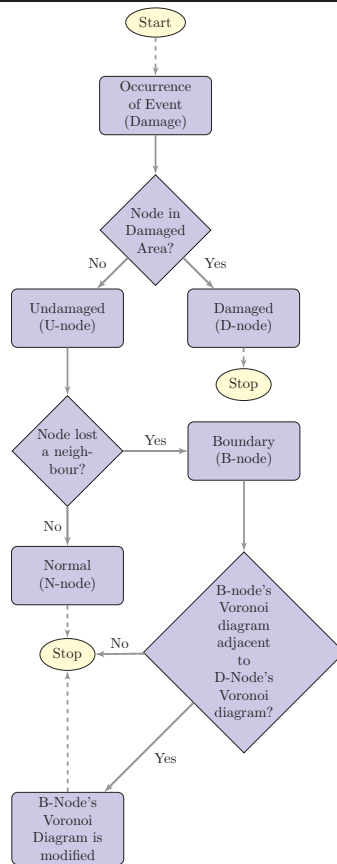 Start
Occurrence
of Event
(Damage)
Node in
Damaged
Area?
No
Yes
Undamaged
(U-node)
Damaged
(D-node)
Stop
Node lost
a neigh-
bour?
Yes
Boundary
(B-node)
No
Normal
(N-node)
B-node's
Voronoi
diagram
adjacent
to
D-Node's
Voronoi
diagram?
No
Stop
Yes
B-Node's
Voronoi
Diagram is
modified